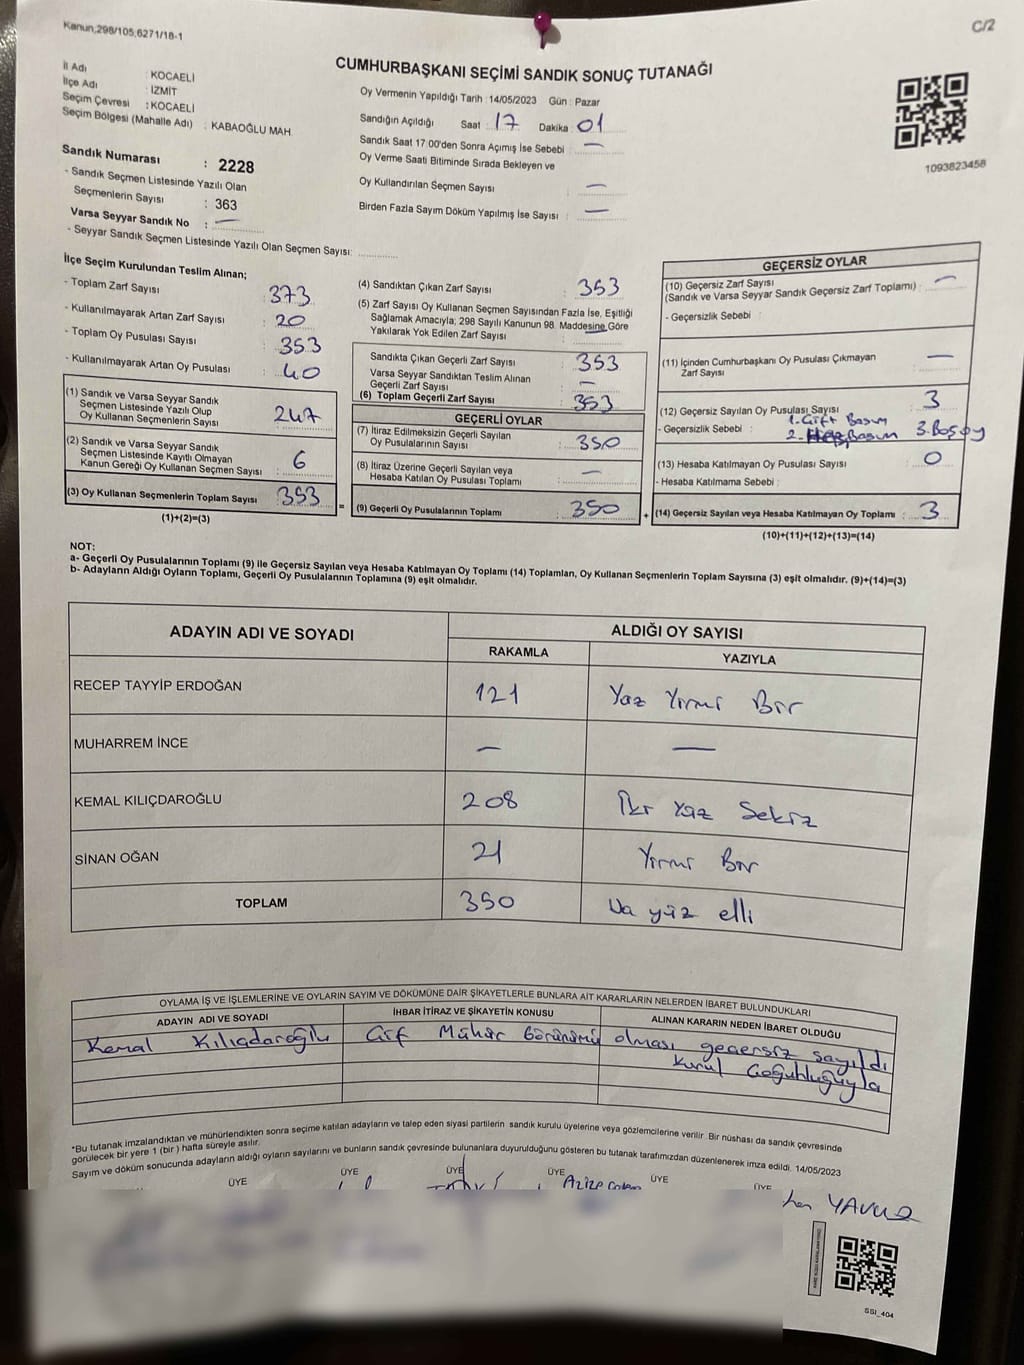 Kanun;298/105,6271/18-1
C/2
İl Adı : KOCAELİ
İlçe Adı : İZMİT
Seçim Çevresi : KOCAELİ
Seçim Bölgesi (Mahalle Adı) : KABAOĞLU MAH.
CUMHURBAŞKANI SEÇİMİ SANDIK SONUÇ TUTANAĞI
Oy Vermenin Yapıldığı Tarih : 14/05/2023 Gün : Pazar
Sandığın Açıldığı Saat : 17 Dakika : 01
Sandık Saat 17:00'den Sonra Açımış İse Sebebi : —
Oy Verme Saati Bitiminde Sırada Bekleyen ve
Oy Kullandırılan Seçmen Sayısı : —
Birden Fazla Sayım Döküm Yapılmış İse Sayısı : —
1093823458
Sandık Numarası : 2228
- Sandık Seçmen Listesinde Yazılı Olan
Seçmenlerin Sayısı : 363
Varsa Seyyar Sandık No : —
- Seyyar Sandık Seçmen Listesinde Yazılı Olan Seçmen Sayısı:
İlçe Seçim Kurulundan Teslim Alınan;
- Toplam Zarf Sayısı : 373
- Kullanılmayarak Artan Zarf Sayısı : 20
- Toplam Oy Pusulası Sayısı : 353
- Kullanılmayarak Artan Oy Pusulası : 40
(1) Sandık ve Varsa Seyyar Sandık
Seçmen Listesinde Yazılı Olup
Oy Kullanan Seçmenlerin Sayısı : 247
(2) Sandık ve Varsa Seyyar Sandık
Seçmen Listesinde Kayıtlı Olmayan
Kanun Gereği Oy Kullanan Seçmen Sayısı : 6
(3) Oy Kullanan Seçmenlerin Toplam Sayısı : 353
(1)+(2)=(3)
(4) Sandıktan Çıkan Zarf Sayısı : 353
(5) Zarf Sayısı Oy Kullanan Seçmen Sayısından Fazla İse, Eşitliği
Sağlamak Amacıyla; 298 Sayılı Kanunun 98. Maddesine Göre
Yakılarak Yok Edilen Zarf Sayısı :
Sandıkta Çıkan Geçerli Zarf Sayısı : 353
Varsa Seyyar Sandıktan Teslim Alınan
Geçerli Zarf Sayısı : —
(6) Toplam Geçerli Zarf Sayısı : 353
GEÇERLİ OYLAR
(7) İtiraz Edilmeksizin Geçerli Sayılan
Oy Pusulalarının Sayısı : 350
(8) İtiraz Üzerine Geçerli Sayılan veya
Hesaba Katılan Oy Pusulası Toplamı : —
(9) Geçerli Oy Pusulalarının Toplamı : 350
GEÇERSİZ OYLAR
(10) Geçersiz Zarf Sayısı
(Sandık ve Varsa Seyyar Sandık Geçersiz Zarf Toplamı) : —
- Geçersizlik Sebebi :
(11) İçinden Cumhurbaşkanı Oy Pusulası Çıkmayan
Zarf Sayısı : —
(12) Geçersiz Sayılan Oy Pusulası Sayısı : 3
- Geçersizlik Sebebi : 1. Çift Basım
2. Basım 3. Boş oy
(13) Hesaba Katılmayan Oy Pusulası Sayısı : 0
- Hesaba Katılmama Sebebi :
(14) Geçersiz Sayılan veya Hesaba Katılmayan Oy Toplamı : 3
(10)+(11)+(12)+(13)=(14)
NOT:
a- Geçerli Oy Pusulalarının Toplamı (9) ile Geçersiz Sayılan veya Hesaba Katılmayan Oy Toplamı (14) Toplamları, Oy Kullanan Seçmenlerin Toplam Sayısına (3) eşit olmalıdır. (9)+(14)=(3)
b- Adayların Aldığı Oyların Toplamı, Geçerli Oy Pusulalarının Toplamına (9) eşit olmalıdır.
ADAYIN ADI VE SOYADI ALDIĞI OY SAYISI
RAKAMLA YAZIYLA
RECEP TAYYİP ERDOĞAN 121 Yüz Yirmi Bir
MUHARREM İNCE — —
KEMAL KILIÇDAROĞLU 208 İki Yüz Sekiz
SİNAN OĞAN 21 Yirmi Bir
TOPLAM 350 Üç yüz elli
OYLAMA İŞ VE İŞLEMLERİNE VE OYLARIN SAYIM VE DÖKÜMÜNE DAİR ŞİKAYETLERLE BUNLARA AİT KARARLARIN NELERDEN İBARET BULUNDUKLARI
ADAYIN ADI VE SOYADI İHBAR İTİRAZ VE ŞİKAYETİN KONUSU ALINAN KARARIN NEDEN İBARET OLDUĞU
Kemal Kılıçdaroğlu Çift Mühür Görünümü olması geçersiz sayıldı
Kurul Çoğunluğuyla
*Bu tutanak imzalandıktan ve mühürlendikten sonra seçime katılan adayların ve talep eden siyasi partilerin sandık kurulu üyelerine veya gözlemcilerine verilir. Bir nüshası da sandık çevresinde
görülecek bir yere 1 (bir) hafta süreyle asılır.
Sayım ve döküm sonucunda adayların aldığı oyların sayılarını ve bunların sandık çevresinde bulunanlara duyurulduğunu gösteren bu tutanak tarafımızdan düzenlenerek imza edildi. 14/05/2023
ÜYE ÜYE ÜYE ÜYE ÜYE ÜYE
Azize
YAVUZ
SSI_404